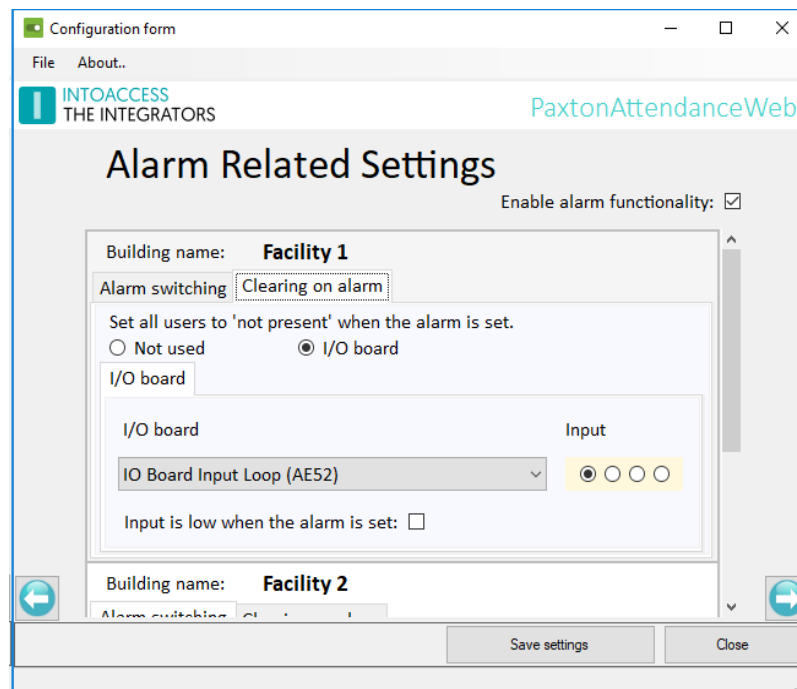 Configuration form
File About..
INTOACCESS
THE INTEGRATORS
PaxtonAttendanceWeb
Alarm Related Settings
Enable alarm functionality:
Building name: Facility 1
Alarm switching Clearing on alarm
Set all users to 'not present' when the alarm is set.
Not used I/O board
I/O board
I/O board Input
IO Board Input Loop (AE52)
Input is low when the alarm is set:
Building name: Facility 2
Alarm switching
Save settings Close